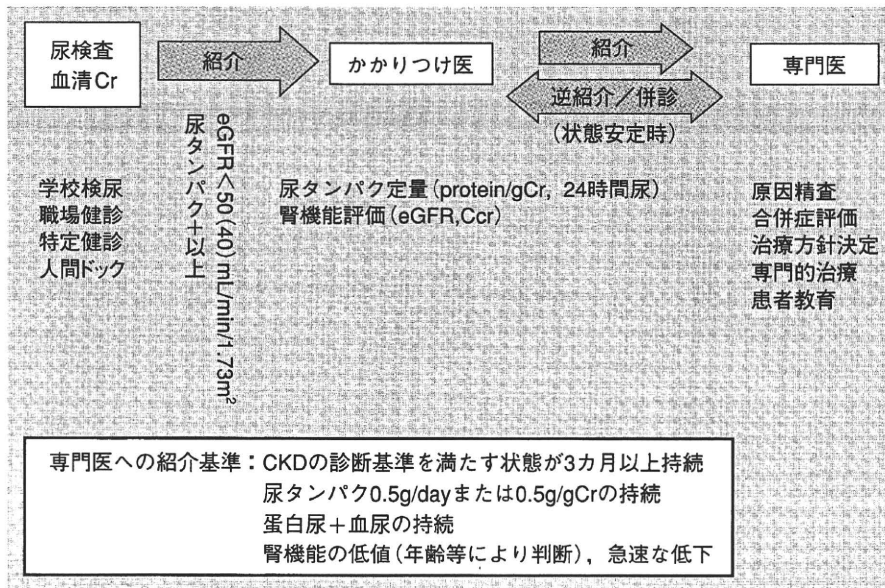 尿検査
血清Cr
紹介
かかりつけ医
紹介
逆紹介/併診
(状態安定時)
専門医
eGFR<50(40)mL/min/1.73m²
尿タンパク+以上
学校検尿
職場健診
特定健診
人間ドック
尿タンパク定量(protein/gCr, 24時間尿)
腎機能評価(eGFR,Ccr)
原因精査
合併症評価
治療方針決定
専門的治療
患者教育
専門医への紹介基準:CKDの診断基準を満たす状態が3カ月以上持続
尿タンパク0.5g/dayまたは0.5g/gCrの持続
蛋白尿+血尿の持続
腎機能の低値(年齢等により判断),急速な低下